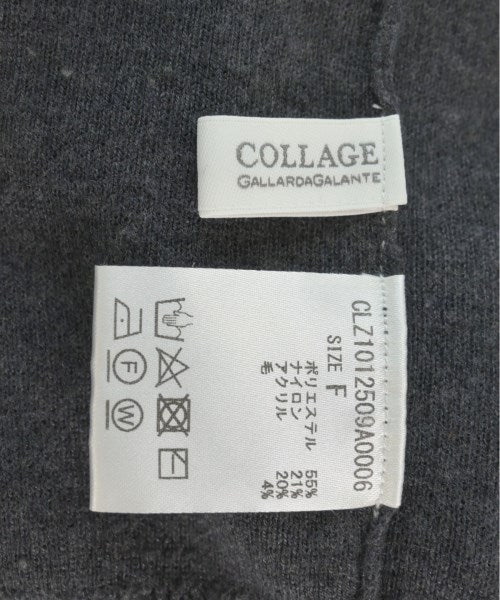 COLLAGE
GALLARDAGALANTE
CLZ1012509A0006
SIZE F
ポリエステル 55%
ナイロン 21%
アクリル 20%
毛 4%
F
W